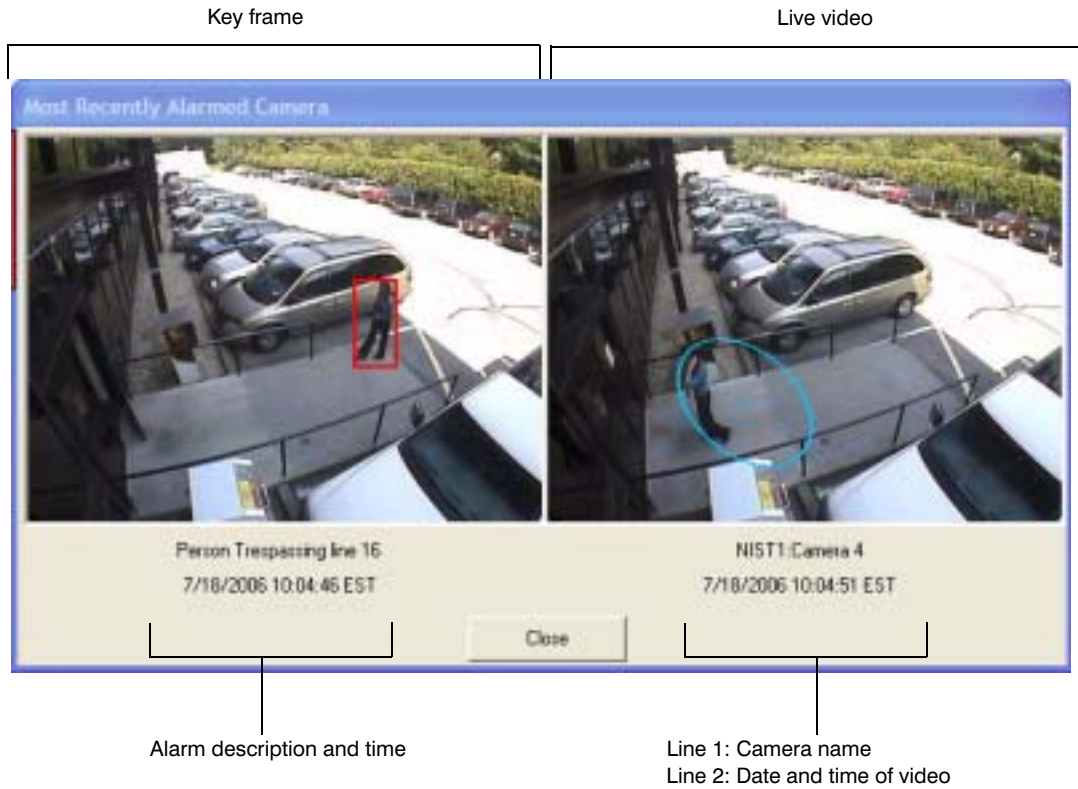 Key frame
Live video
Most Recently Alarmed Camera
Person Trespassing line 16
7/18/2006 10:04:46 EST
NIST1:Camera 4
7/18/2006 10:04:51 EST
Close
Alarm description and time
Line 1: Camera name
Line 2: Date and time of video